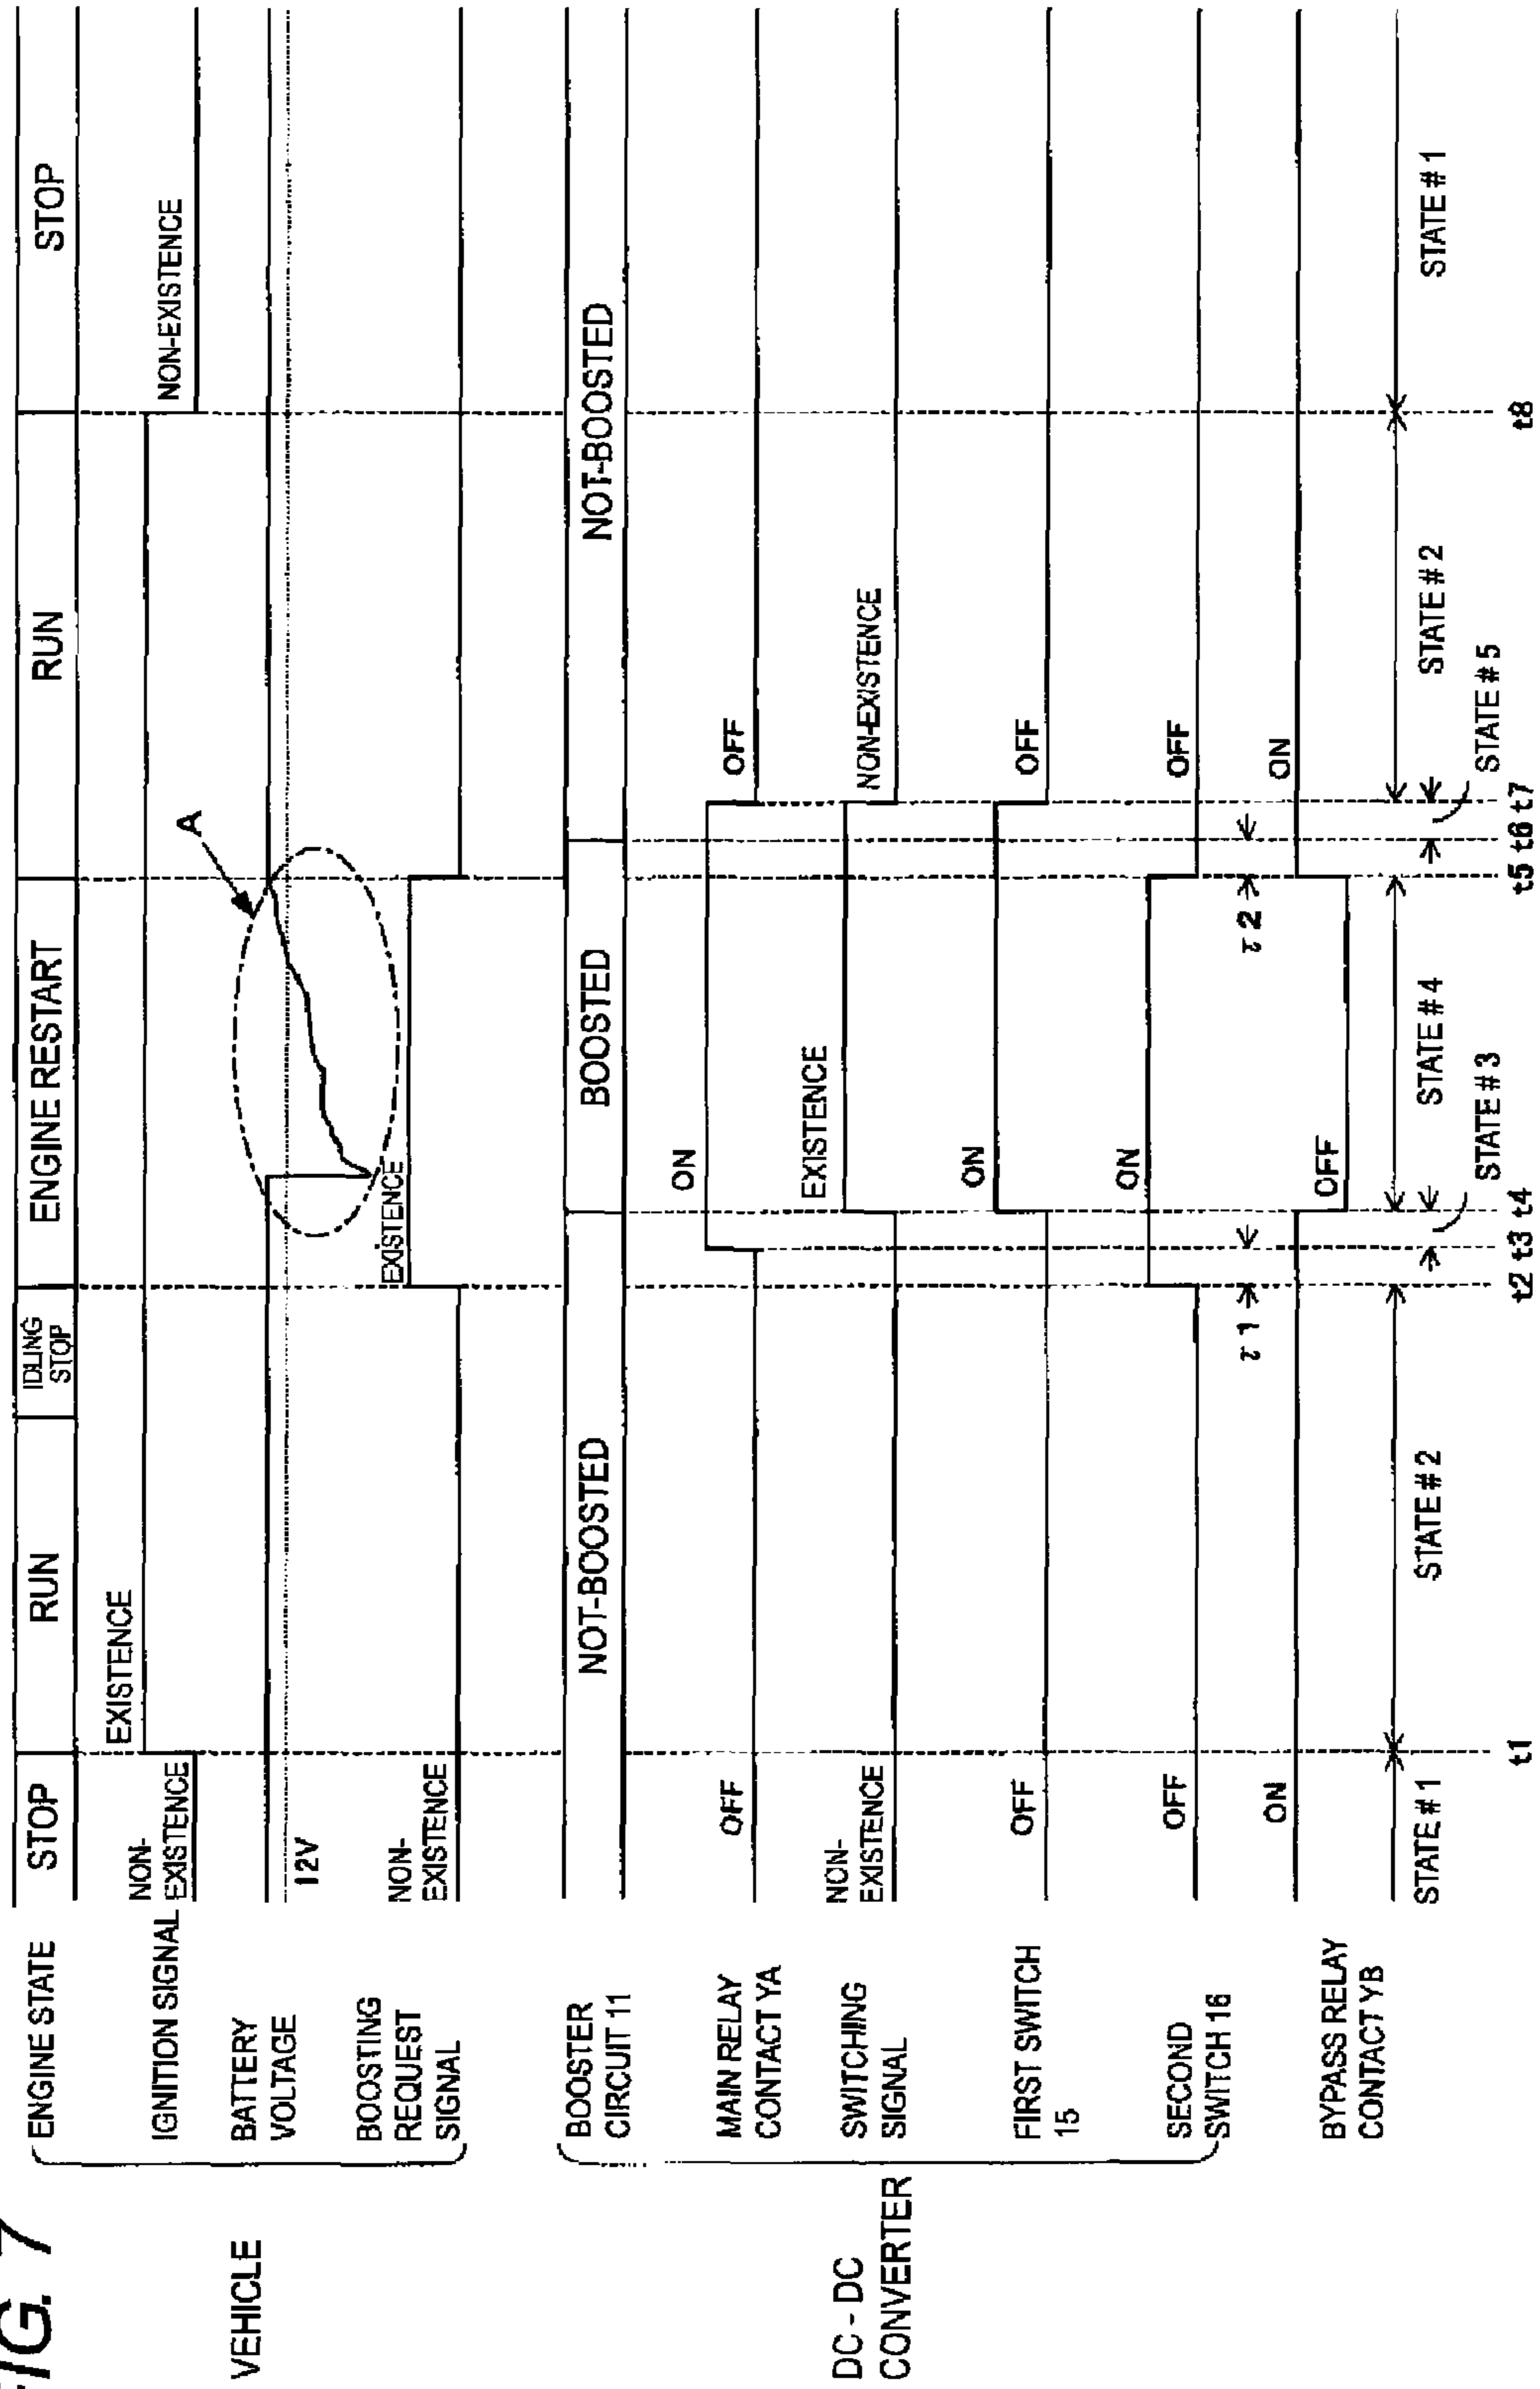 FIG. 7
VEHICLE
ENGINE STATE
STOP
RUN
IDLING
STOP
ENGINE RESTART
RUN
STOP
IGNITION SIGNAL
NON-
EXISTENCE
EXISTENCE
NON-EXISTENCE
BATTERY
VOLTAGE
12V
A
BOOSTING
REQUEST
SIGNAL
NON-
EXISTENCE
EXISTENCE
DC - DC
CONVERTER
BOOSTER
CIRCUIT 11
NOT-BOOSTED
BOOSTED
NOT-BOOSTED
MAIN RELAY
CONTACT YA
OFF
ON
OFF
SWITCHING
SIGNAL
NON-
EXISTENCE
EXISTENCE
NON-EXISTENCE
FIRST SWITCH
15
OFF
ON
OFF
SECOND
SWITCH 16
OFF
ON
OFF
τ 1
τ 2
BYPASS RELAY
CONTACT YB
ON
OFF
ON
STATE # 1
STATE # 2
STATE # 3
STATE # 4
STATE # 5
STATE # 2
STATE # 1
t1
t2 t3 t4
t5 t6 t7
t8